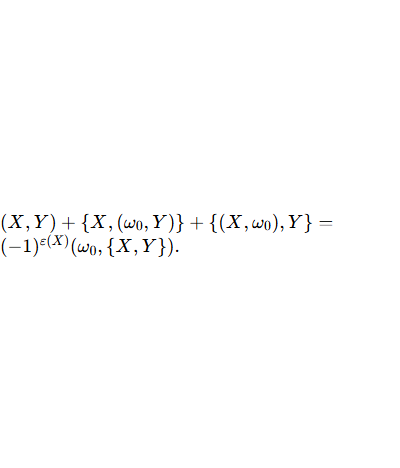 (X, Y) + {X, (ω₀, Y)} + {(X, ω₀), Y} =
(−1)^{ε(X)}(ω₀, {X, Y}).